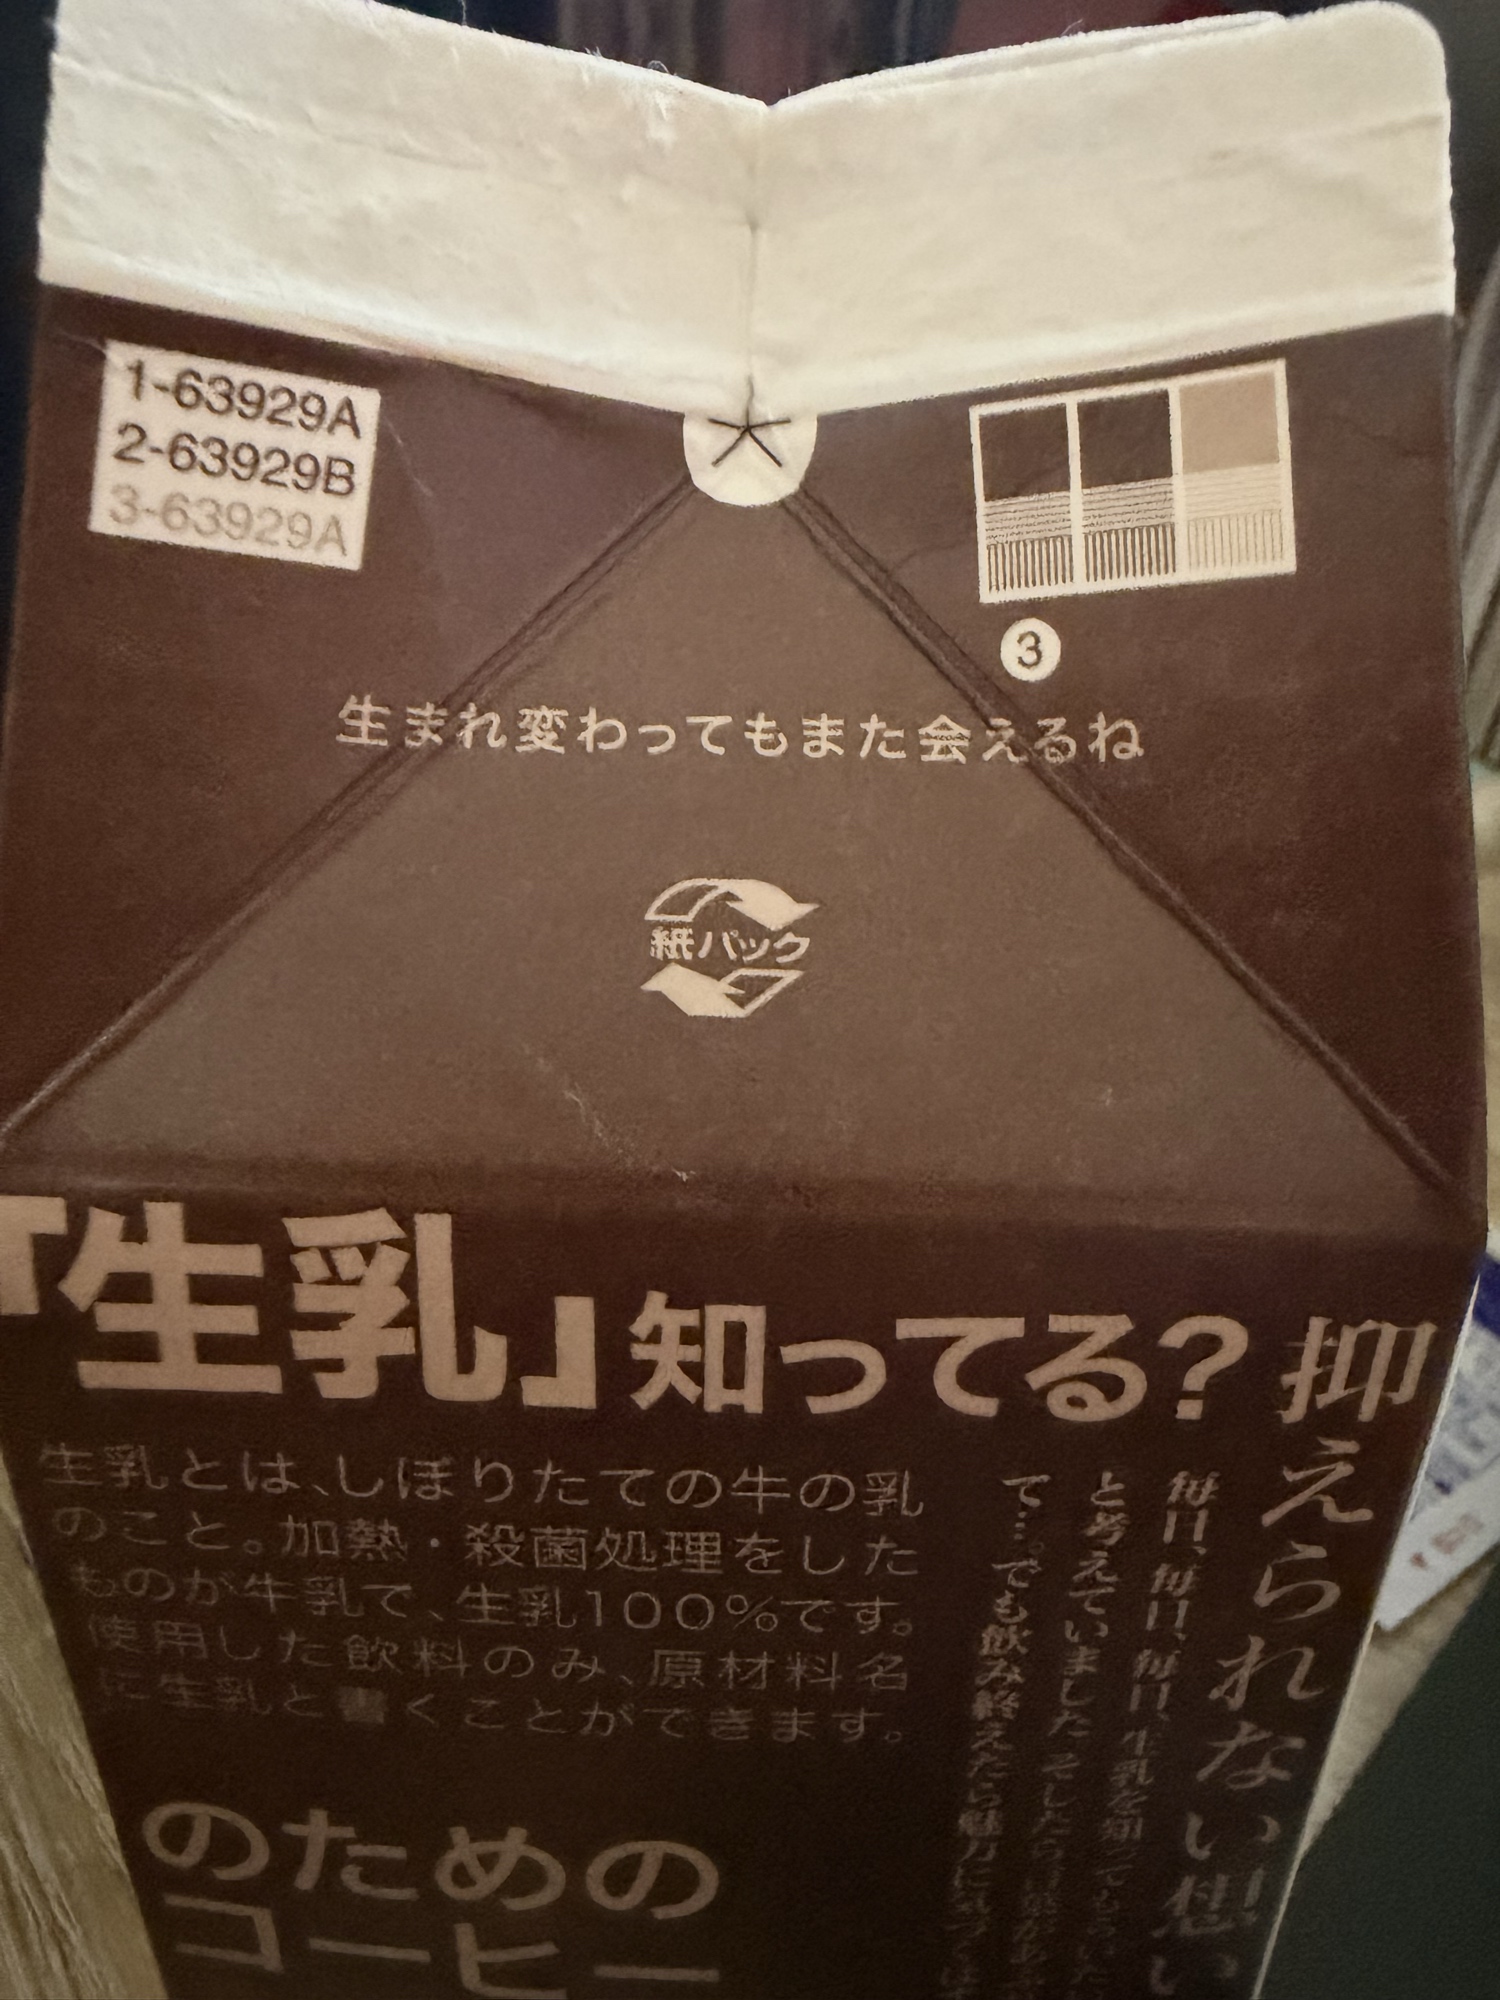 1-63929A
2-63929B
3-63929A
3
生まれ変わってもまた会えるね
紙パック
「生乳」知ってる?
生乳とは、しぼりたての牛の乳
のこと。加熱・殺菌処理をした
ものが牛乳で、生乳100%です。
使用した飲料のみ、原材料名
に生乳と書くことができます。
のための
コーヒー
抑えられない想い
毎日、毎日、毎日、生乳を
と考えていました
て…。でも飲み終えたら